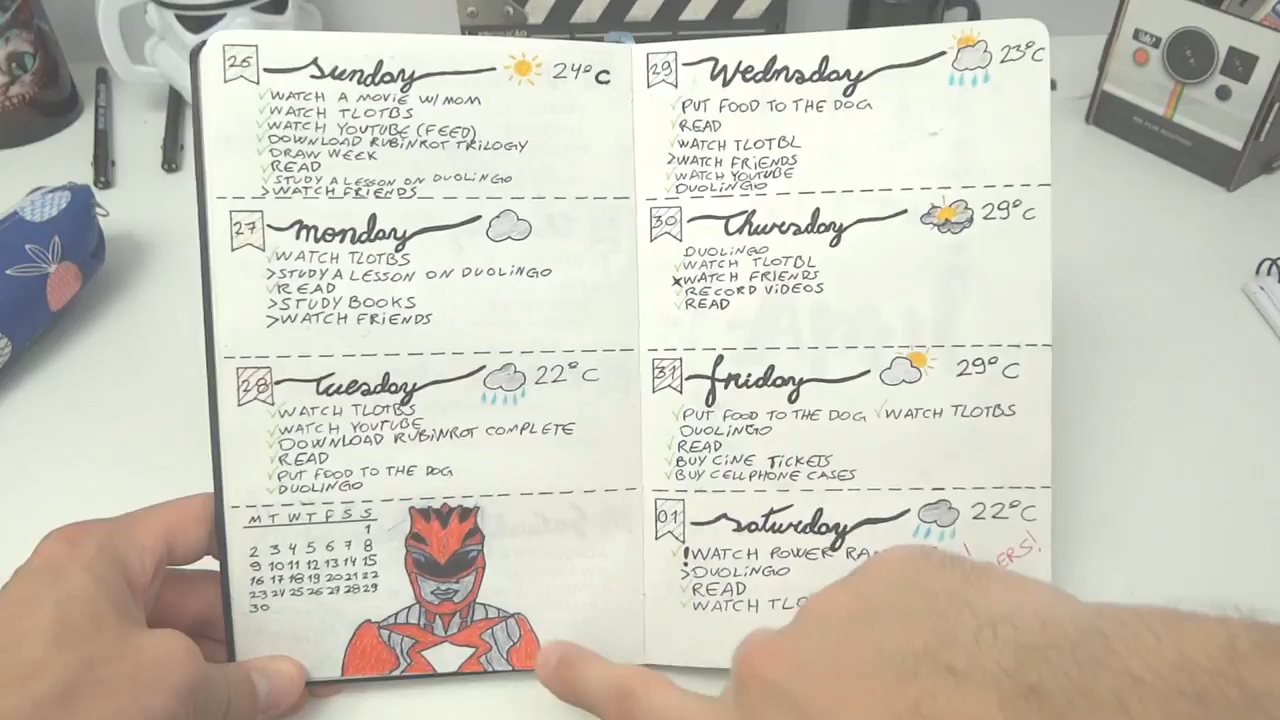 26 Sunday 24°C
WATCH A MOVIE W/MOM
WATCH TLOTBS
WATCH YOUTUBE (FEED)
DOWNLOAD RUBINROT TRILOGY
DRAW WEEK
READ
STUDY A LESSON ON DUOLINGO
>WATCH FRIENDS
27 monday
WATCH TLOTBS
>STUDY A LESSON ON DUOLINGO
READ
>STUDY BOOKS
>WATCH FRIENDS
28 Tuesday 22°C
WATCH TLOTBS
WATCH YOUTUBE
DOWNLOAD RUBINROT COMPLETE
READ
PUT FOOD TO THE DOG
DUOLINGO
M T W T F S S
1
2 3 4 5 6 7 8
9 10 11 12 13 14 15
16 17 18 19 20 21 22
23 24 25 26 27 28 29
30
29 Wednsday 23°C
PUT FOOD TO THE DOG
READ
WATCH TLOTBL
>WATCH FRIENDS
WATCH YOUTUBE
DUOLINGO
30 Thursday 29°C
DUOLINGO
WATCH TLOTBL
xWATCH FRIENDS
RECORD VIDEOS
READ
31 friday 29°C
PUT FOOD TO THE DOG WATCH TLOTBS
DUOLINGO
READ
BUY CINE TICKETS
BUY CELLPHONE CASES
01 saturday 22°C
!WATCH POWER
>DUOLINGO
READ
WATCH